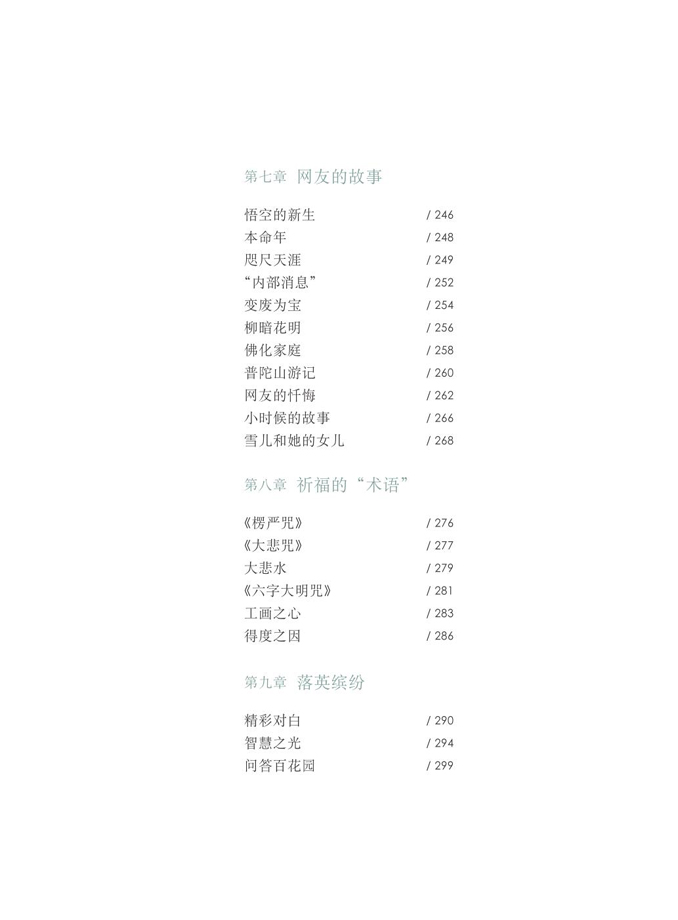 第七章 网友的故事
悟空的新生 / 246
本命年 / 248
咫尺天涯 / 249
“内部消息” / 252
变废为宝 / 254
柳暗花明 / 256
佛化家庭 / 258
普陀山游记 / 260
网友的忏悔 / 262
小时候的故事 / 266
雪儿和她的女儿 / 268
第八章 祈福的“术语”
《楞严咒》 / 276
《大悲咒》 / 277
大悲水 / 279
《六字大明咒》 / 281
工画之心 / 283
得度之因 / 286
第九章 落英缤纷
精彩对白 / 290
智慧之光 / 294
问答百花园 / 299